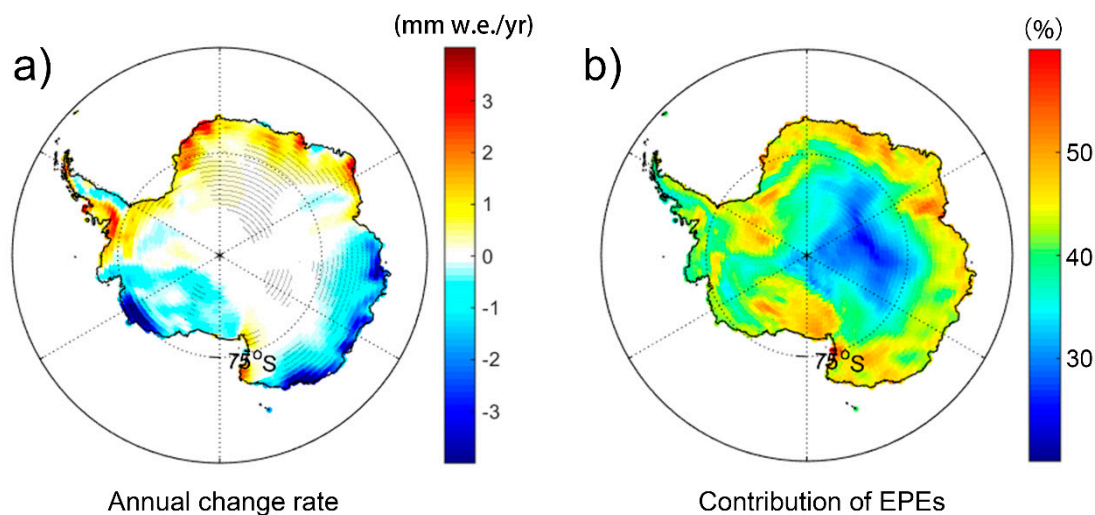 (mm w.e./yr)
(%)
a)
b)
3
2
1
0
-1
-2
-3
75°S
50
40
30
75°S
Annual change rate
Contribution of EPEs